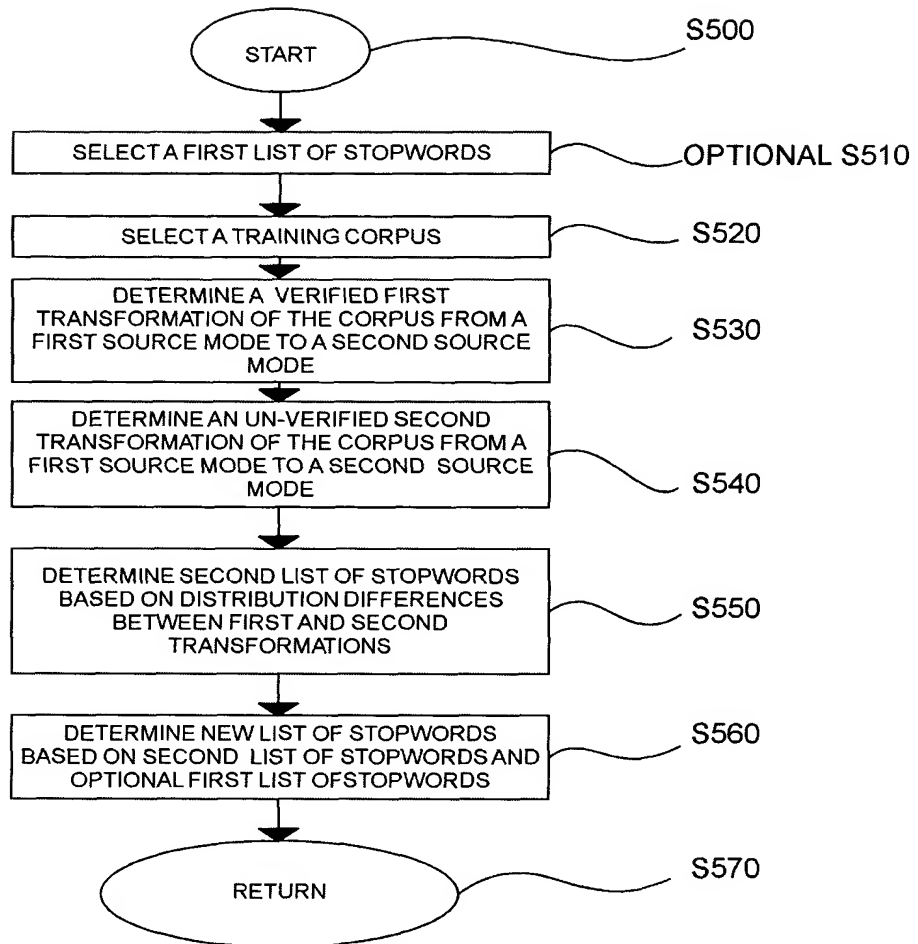 START
S500
SELECT A FIRST LIST OF STOPWORDS
OPTIONAL S510
SELECT A TRAINING CORPUS
S520
DETERMINE A VERIFIED FIRST
TRANSFORMATION OF THE CORPUS FROM A
FIRST SOURCE MODE TO A SECOND SOURCE
MODE
S530
DETERMINE AN UN-VERIFIED SECOND
TRANSFORMATION OF THE CORPUS FROM A
FIRST SOURCE MODE TO A SECOND SOURCE
MODE
S540
DETERMINE SECOND LIST OF STOPWORDS
BASED ON DISTRIBUTION DIFFERENCES
BETWEEN FIRST AND SECOND
TRANSFORMATIONS
S550
DETERMINE NEW LIST OF STOPWORDS
BASED ON SECOND LIST OF STOPWORDS AND
OPTIONAL FIRST LIST OFSTOPWORDS
S560
RETURN
S570